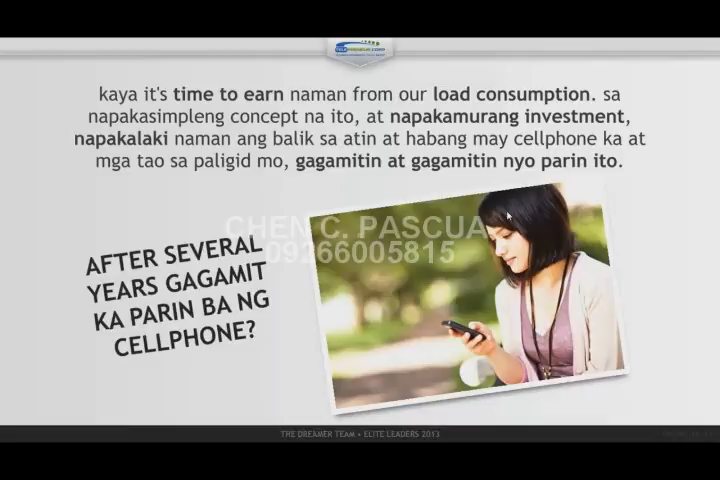 kaya it's time to earn naman from our load consumption. sa
napakasimpleng concept na ito, at napakamurang investment,
napakalaki naman ang balik sa atin at habang may cellphone ka at
mga tao sa paligid mo, gagamitin at gagamitin nyo parin ito.
CHEN C. PASCUA
09266005815
AFTER SEVERAL
YEARS GAGAMIT
KA PARIN BA NG
CELLPHONE?
THE DREAMER TEAM • ELITE LEADERS 2013